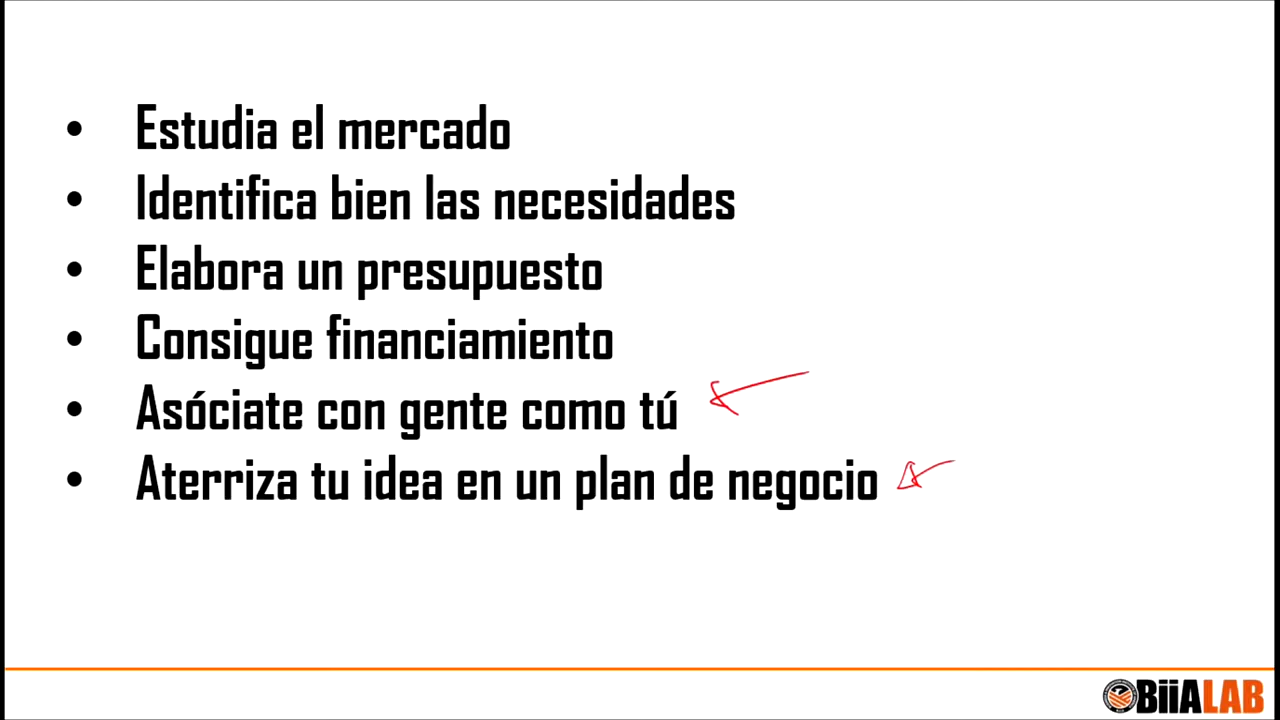 • Estudia el mercado
• Identifica bien las necesidades
• Elabora un presupuesto
• Consigue financiamiento
• Asóciate con gente como tú
• Aterriza tu idea en un plan de negocio
BiiALAB